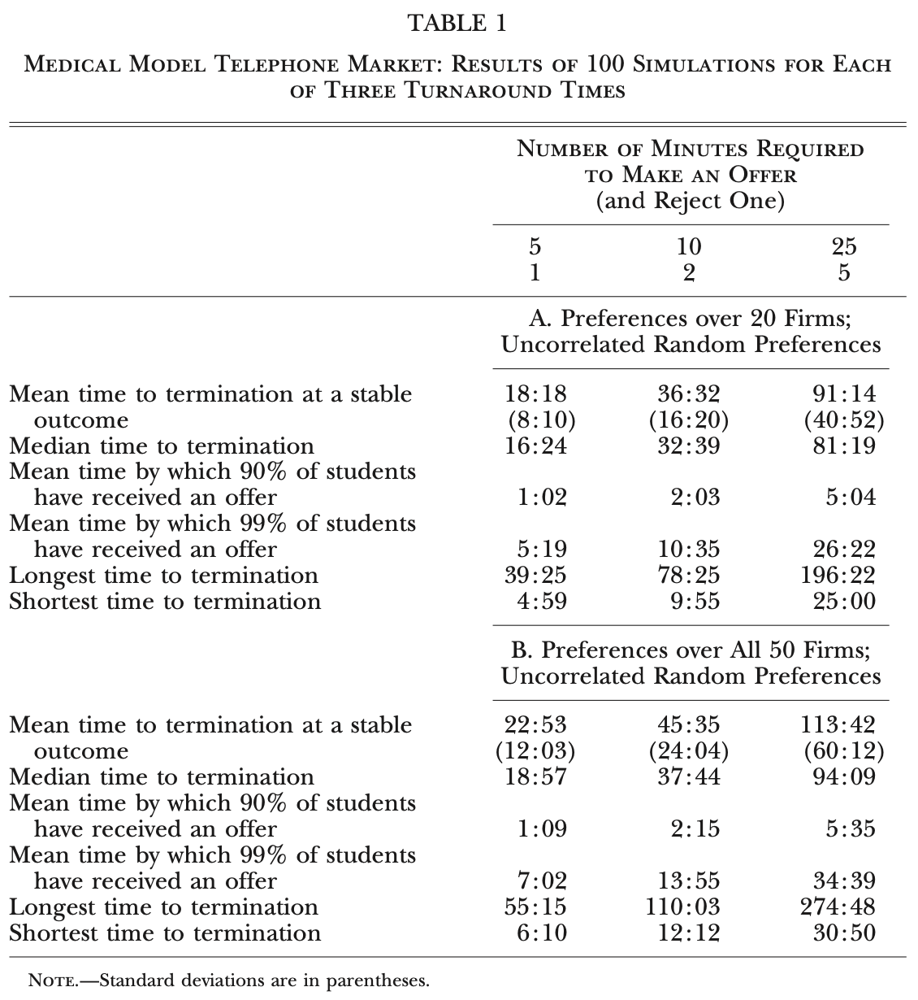 TABLE 1
MEDICAL MODEL TELEPHONE MARKET: RESULTS OF 100 SIMULATIONS FOR EACH
OF THREE TURNAROUND TIMES
NUMBER OF MINUTES REQUIRED
TO MAKE AN OFFER
(and Reject One)
5 10 25
1 2 5
A. Preferences over 20 Firms;
Uncorrelated Random Preferences
Mean time to termination at a stable 18:18 36:32 91:14
outcome (8:10) (16:20) (40:52)
Median time to termination 16:24 32:39 81:19
Mean time by which 90% of students
have received an offer 1:02 2:03 5:04
Mean time by which 99% of students
have received an offer 5:19 10:35 26:22
Longest time to termination 39:25 78:25 196:22
Shortest time to termination 4:59 9:55 25:00
B. Preferences over All 50 Firms;
Uncorrelated Random Preferences
Mean time to termination at a stable 22:53 45:35 113:42
outcome (12:03) (24:04) (60:12)
Median time to termination 18:57 37:44 94:09
Mean time by which 90% of students
have received an offer 1:09 2:15 5:35
Mean time by which 99% of students
have received an offer 7:02 13:55 34:39
Longest time to termination 55:15 110:03 274:48
Shortest time to termination 6:10 12:12 30:50
NOTE.—Standard deviations are in parentheses.